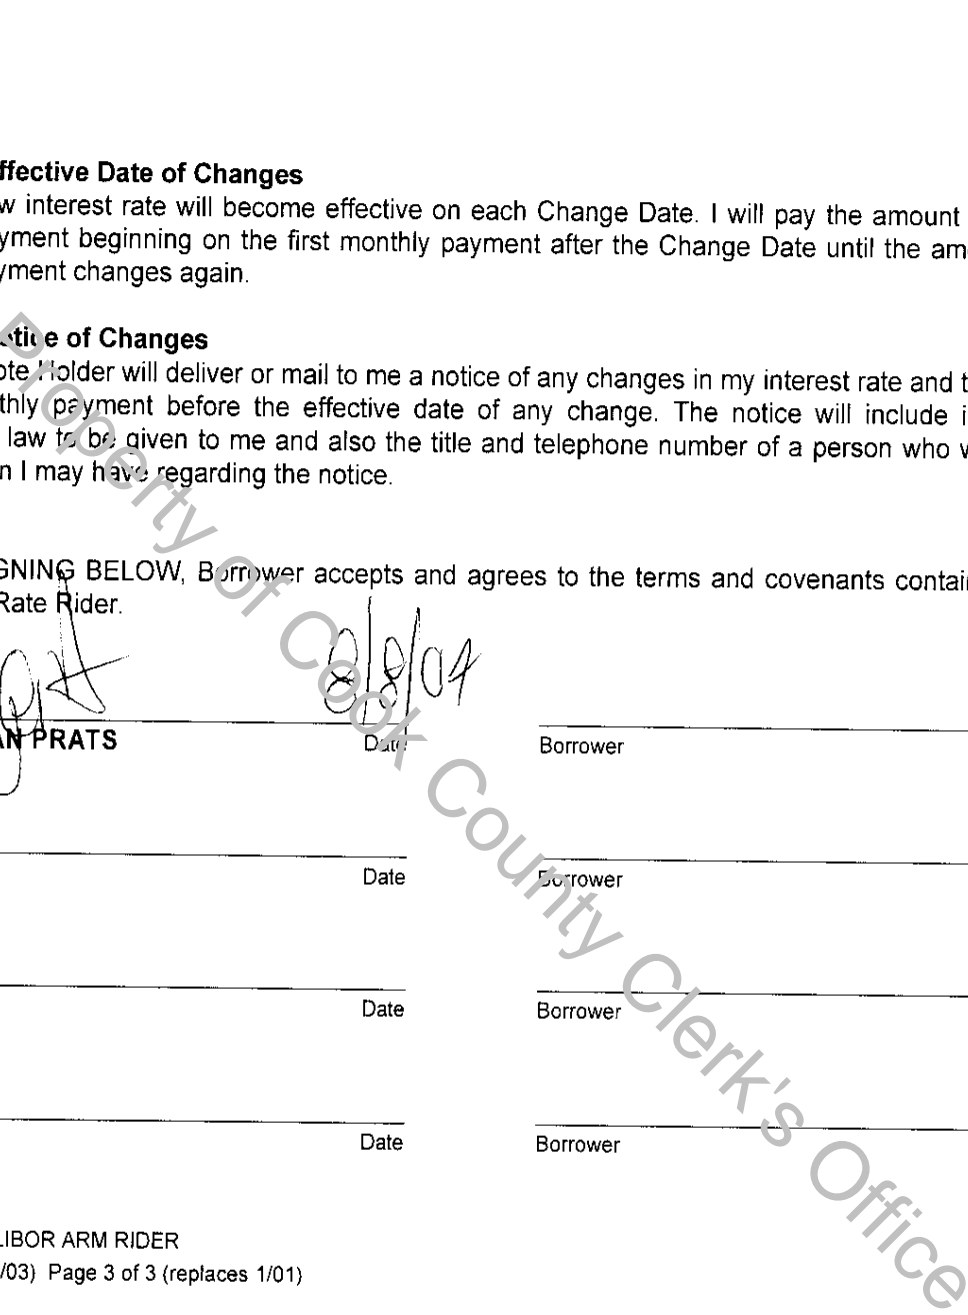 ffective Date of Changes
w interest rate will become effective on each Change Date. I will pay the amount
yment beginning on the first monthly payment after the Change Date until the am
yment changes again.
tice of Changes
ote Holder will deliver or mail to me a notice of any changes in my interest rate and t
thly payment before the effective date of any change. The notice will include i
law to be given to me and also the title and telephone number of a person who w
n I may have regarding the notice.
GNING BELOW, Borrower accepts and agrees to the terms and covenants contai
Rate Rider.
8/8/07
AN PRATS Date Borrower
Date Borrower
Date Borrower
Date Borrower
LIBOR ARM RIDER
/03) Page 3 of 3 (replaces 1/01)
Property of Cook County Clerk's Office